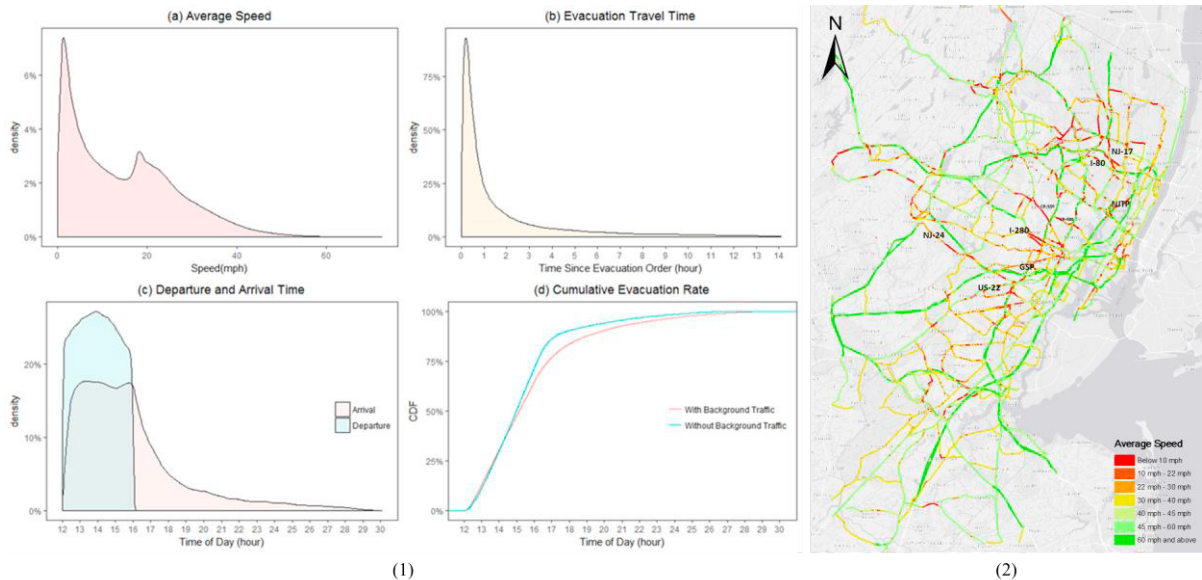 (a) Average Speed
6%
4%
2%
0%
density
0 20 40 60
Speed(mph)
(b) Evacuation Travel Time
75%
50%
25%
0%
density
0 1 2 3 4 5 6 7 8 9 10 11 12 13 14
Time Since Evacuation Order (hour)
(c) Departure and Arrival Time
20%
10%
0%
density
Arrival
Departure
12 13 14 15 16 17 18 19 20 21 22 23 24 25 26 27 28 29 30
Time of Day (hour)
(d) Cumulative Evacuation Rate
100%
75%
50%
25%
0%
CDF
With Background Traffic
Without Background Traffic
12 13 14 15 16 17 18 19 20 21 22 23 24 25 26 27 28 29 30
Time of Day (hour)
(1)
N
NJ-17
I-80
NJTP
I-280
NJ-24
GSP
US-22
Average Speed
Below 10 mph
10 mph - 22 mph
22 mph - 30 mph
30 mph - 40 mph
40 mph - 45 mph
45 mph - 60 mph
60 mph and above
(2)